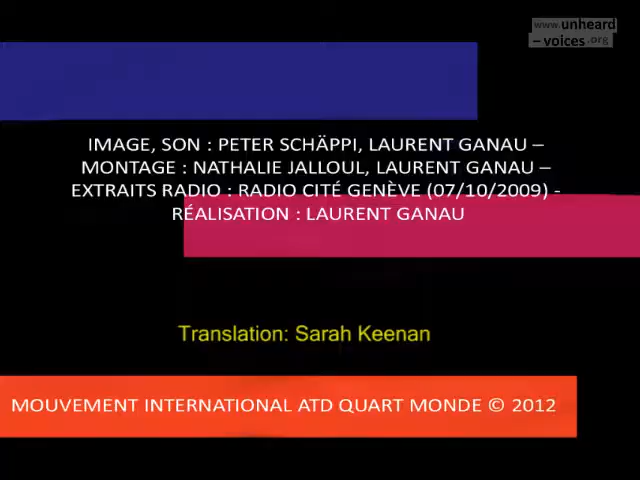 www.unheard
– voices.org
IMAGE, SON : PETER SCHÄPPI, LAURENT GANAU –
MONTAGE : NATHALIE JALLOUL, LAURENT GANAU –
EXTRAITS RADIO : RADIO CITÉ GENÈVE (07/10/2009) -
RÉALISATION : LAURENT GANAU
Translation: Sarah Keenan
MOUVEMENT INTERNATIONAL ATD QUART MONDE © 2012